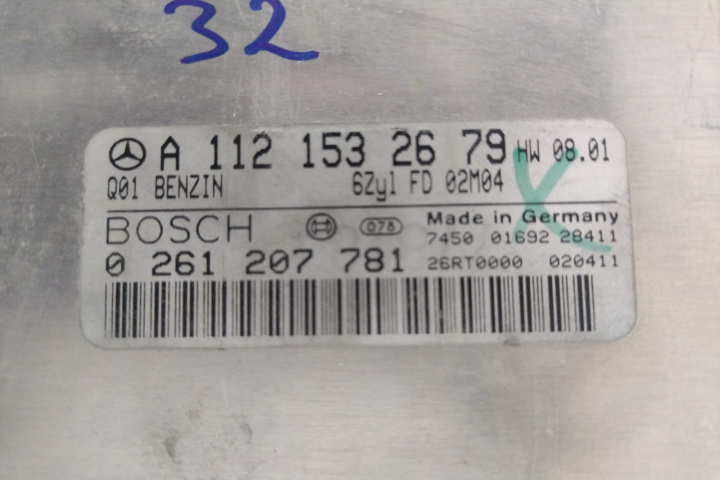 32
A 112 153 26 79 HW 08.01
Q01 BENZIN 6Zyl FD 02M04
BOSCH 078 Made in Germany
7450 01692 28411
0 261 207 781 26RT0000 020411
X